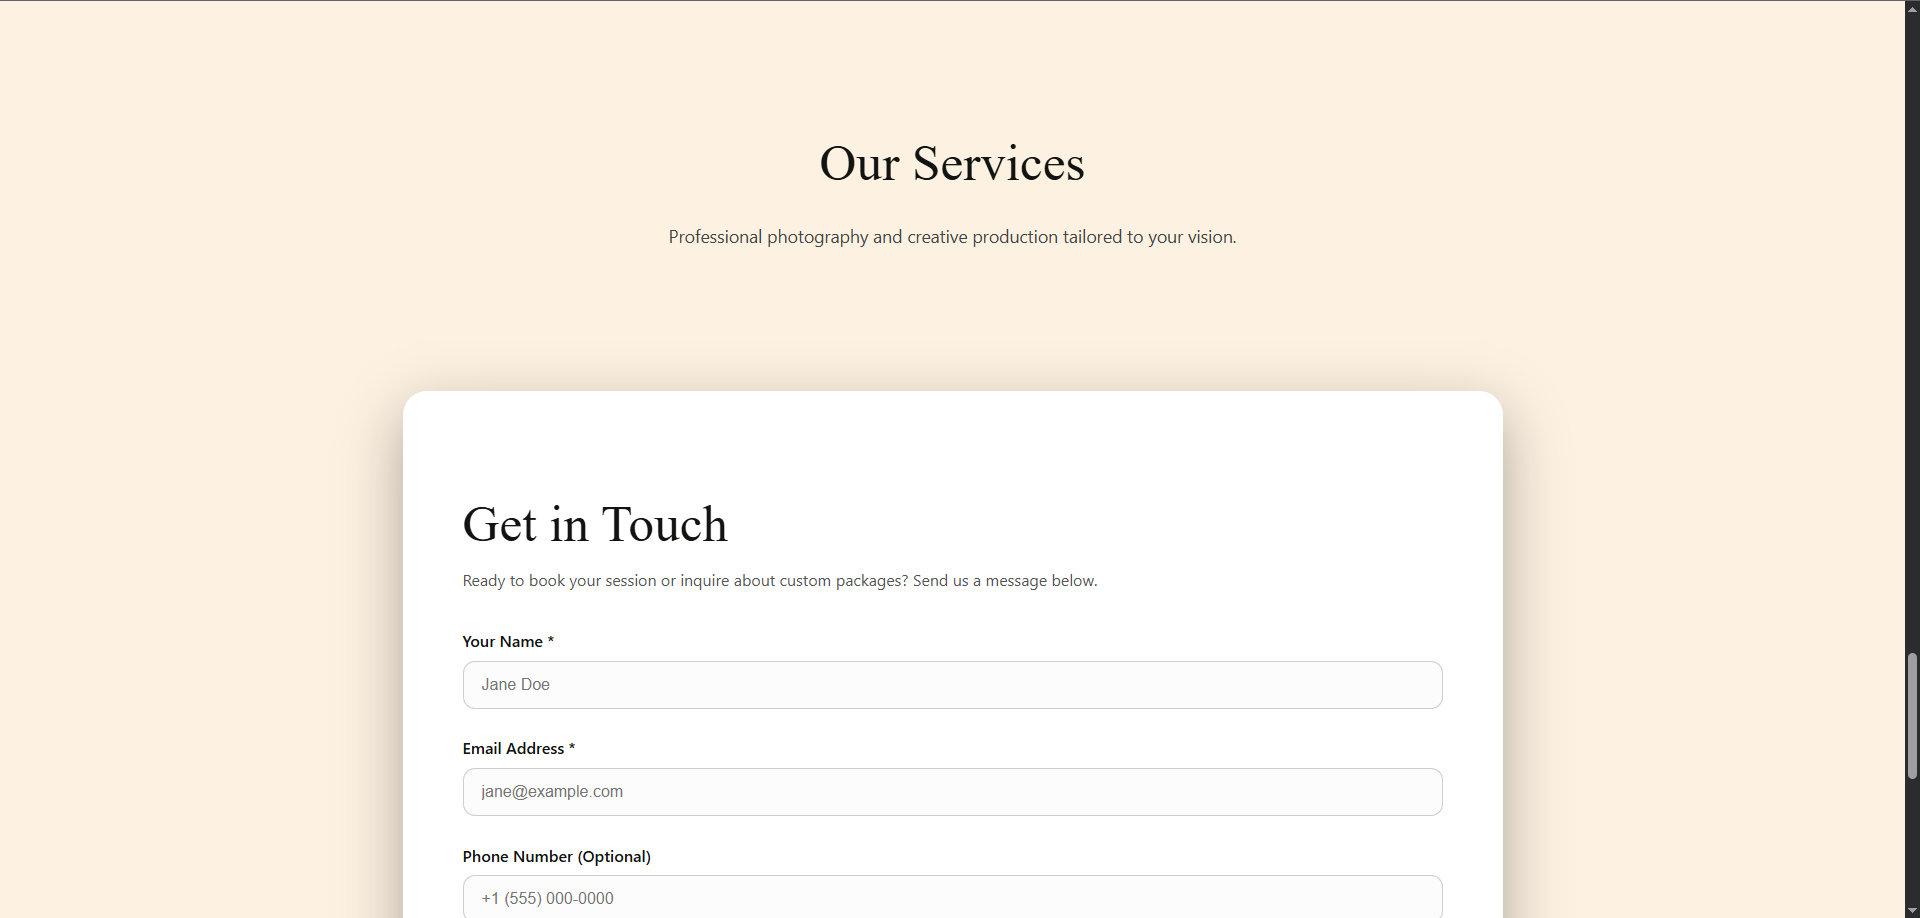 Our Services
Professional photography and creative production tailored to your vision.
Get in Touch
Ready to book your session or inquire about custom packages? Send us a message below.
Your Name *
Jane Doe
Email Address *
jane@example.com
Phone Number (Optional)
+1 (555) 000-0000